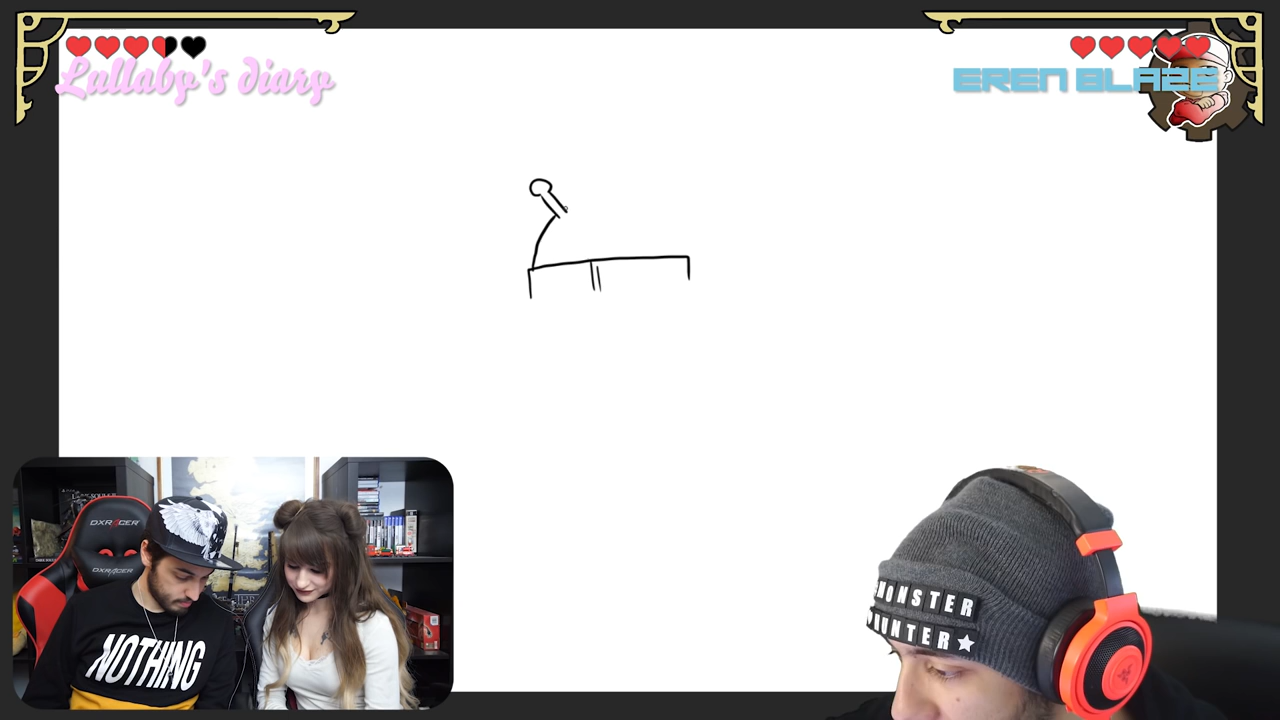 Lullaby's diary
EREN BLAZE
DXRACER
DXRACER
NOTHING
MONSTER
HUNTER